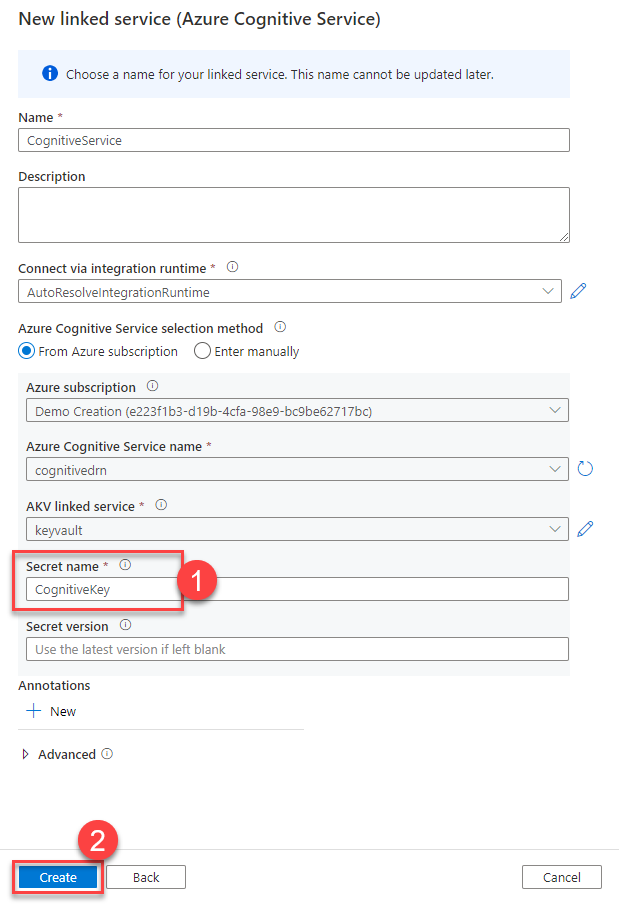 New linked service (Azure Cognitive Service)
Choose a name for your linked service. This name cannot be updated later.
Name *
CognitiveService
Description
Connect via integration runtime *
AutoResolveIntegrationRuntime
Azure Cognitive Service selection method
From Azure subscription Enter manually
Azure subscription
Demo Creation (e223f1b3-d19b-4cfa-98e9-bc9be62717bc)
Azure Cognitive Service name *
cognitivedrn
AKV linked service *
keyvault
Secret name *
1
CognitiveKey
Secret version
Use the latest version if left blank
Annotations
New
Advanced
2
Create Back Cancel